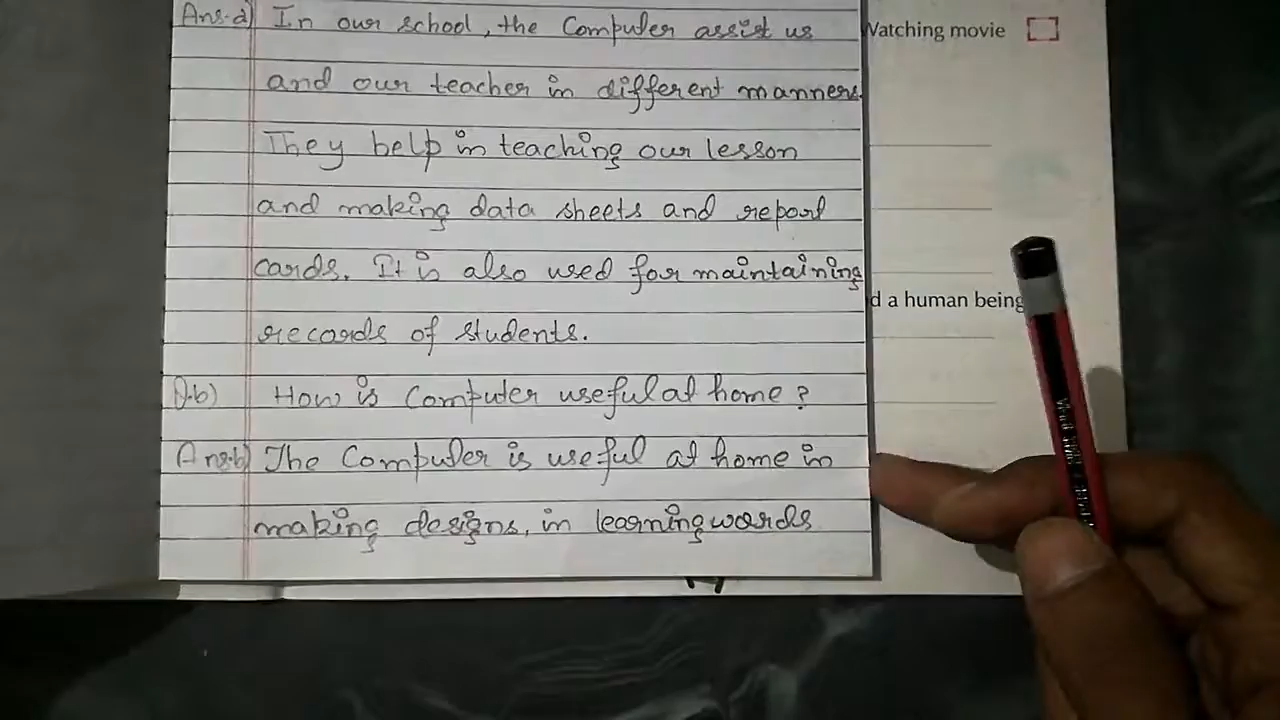 Ans.a) In our school, the Computer assist us
and our teacher in different manners.
They help in teaching our lesson
and making data sheets and report
cards. It is also used for maintaining
records of students.
Q.b) How is Computer useful at home?
Ans.b) The Computer is useful at home in
making designs, in learning words
Watching movie
d a human being